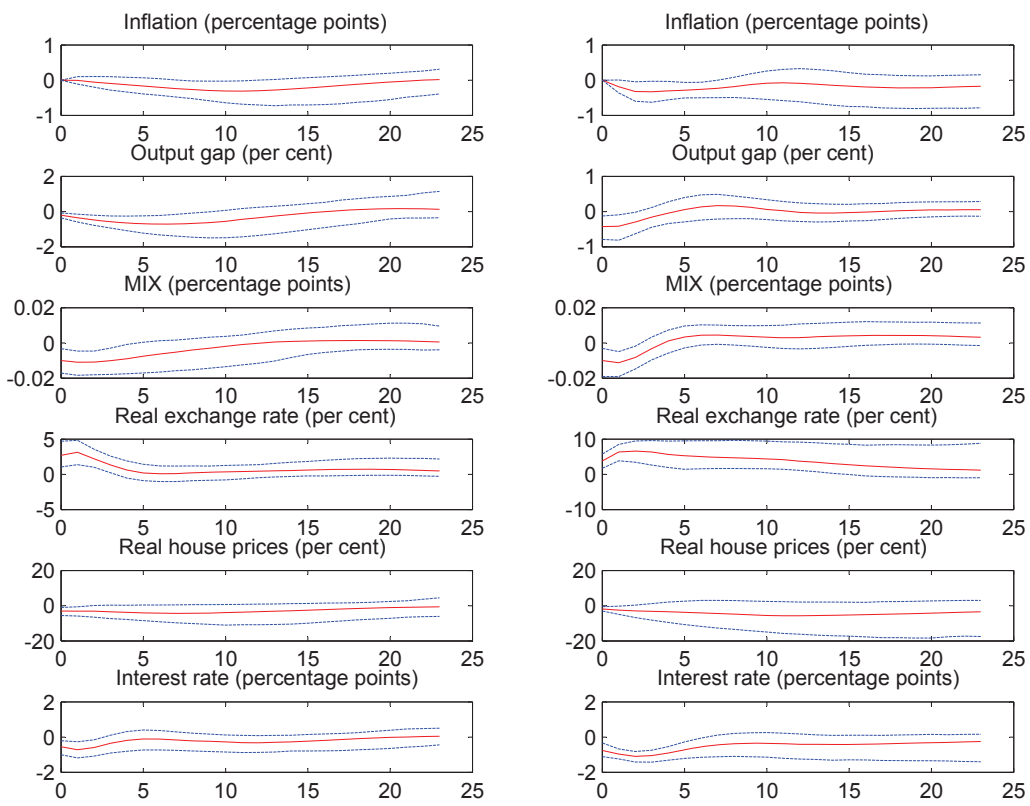 Inflation (percentage points)
1
0
-1
0 5 10 15 20 25
Output gap (per cent)
2
0
-2
0 5 10 15 20 25
MIX (percentage points)
0.02
0
-0.02
0 5 10 15 20 25
Real exchange rate (per cent)
5
0
-5
0 5 10 15 20 25
Real house prices (per cent)
20
0
-20
0 5 10 15 20 25
Interest rate (percentage points)
2
0
-2
0 5 10 15 20 25
Inflation (percentage points)
1
0
-1
0 5 10 15 20 25
Output gap (per cent)
1
0
-1
0 5 10 15 20 25
MIX (percentage points)
0.02
0
-0.02
0 5 10 15 20 25
Real exchange rate (per cent)
10
0
-10
0 5 10 15 20 25
Real house prices (per cent)
20
0
-20
0 5 10 15 20 25
Interest rate (percentage points)
2
0
-2
0 5 10 15 20 25